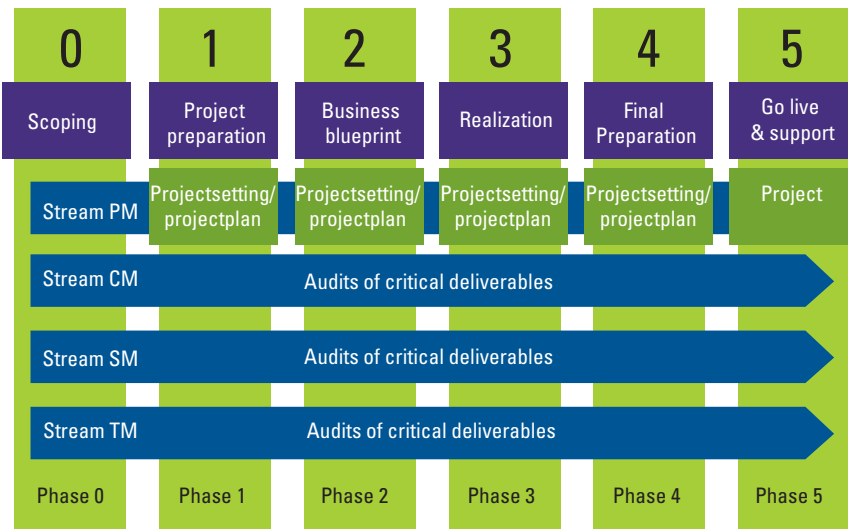 0 1 2 3 4 5
Scoping
Project
preparation
Business
blueprint
Realization
Final
Preparation
Go live
& support
Stream PM
Projectsetting/
projectplan
Projectsetting/
projectplan
Projectsetting/
projectplan
Projectsetting/
projectplan
Project
Stream CM Audits of critical deliverables
Stream SM Audits of critical deliverables
Stream TM Audits of critical deliverables
Phase 0 Phase 1 Phase 2 Phase 3 Phase 4 Phase 5